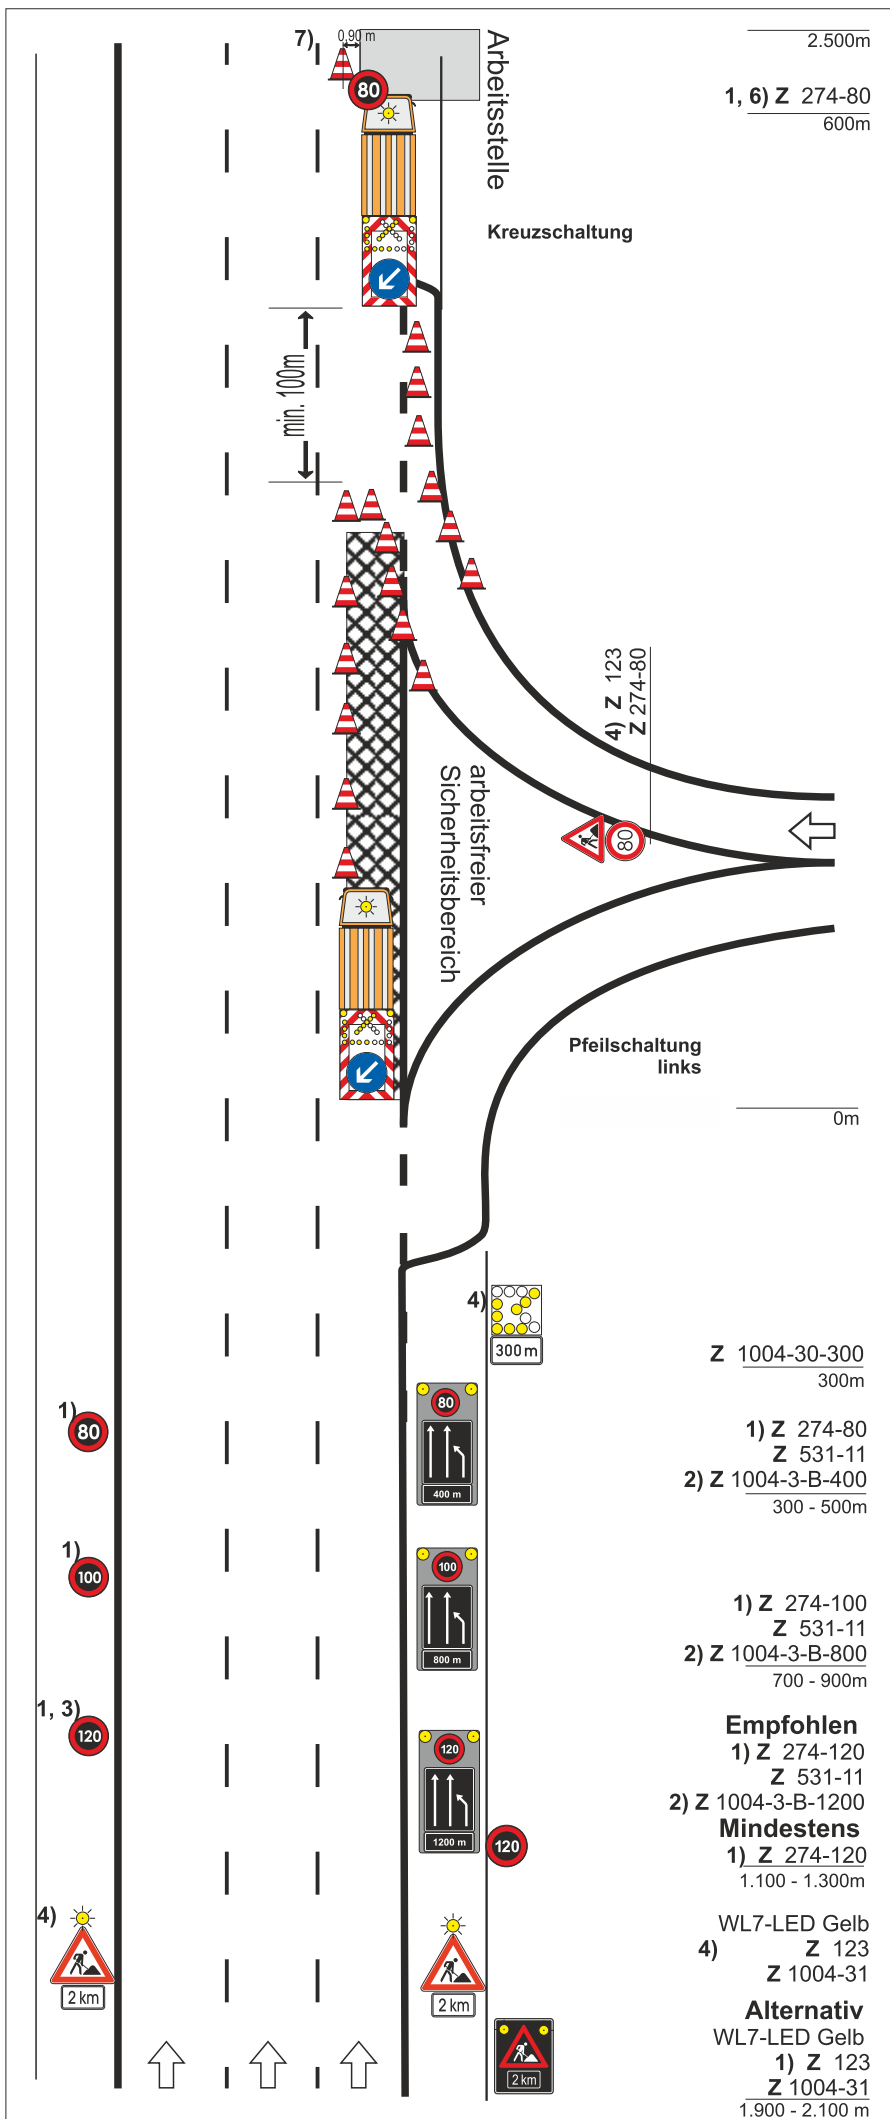 7)
0,90 m
80
Arbeitsstelle
2.500m
1, 6) Z 274-80
600m
Kreuzschaltung
min. 100m
4) Z 123
Z 274-80
80
arbeitsfreier
Sicherheitsbereich
Pfeilschaltung
links
0m
4)
300 m
Z 1004-30-300
300m
1)
80
80
400 m
1) Z 274-80
Z 531-11
2) Z 1004-3-B-400
300 - 500m
1)
100
100
800 m
1) Z 274-100
Z 531-11
2) Z 1004-3-B-800
700 - 900m
1, 3)
120
120
1200 m
120
Empfohlen
1) Z 274-120
Z 531-11
2) Z 1004-3-B-1200
Mindestens
1) Z 274-120
1.100 - 1.300m
4)
2 km
2 km
2 km
WL7-LED Gelb
4) Z 123
Z 1004-31
Alternativ
WL7-LED Gelb
1) Z 123
Z 1004-31
1.900 - 2.100 m